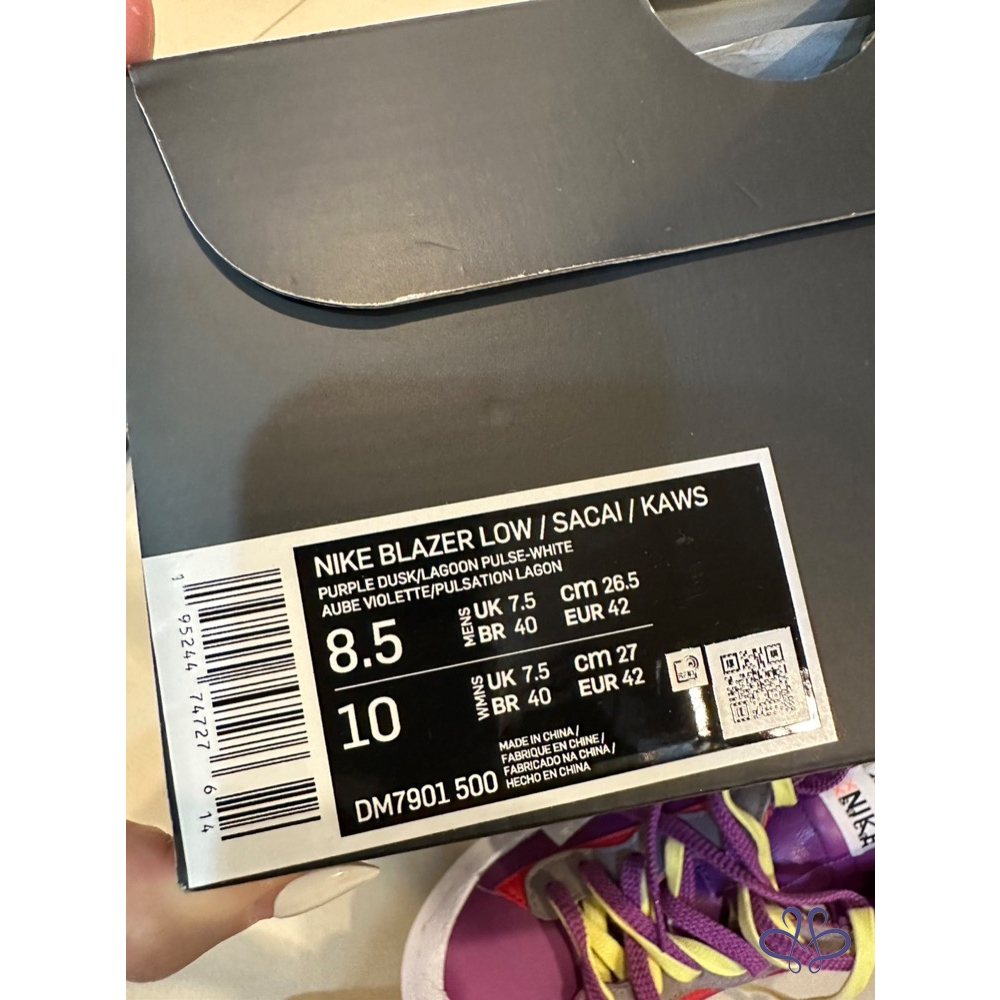 NIKE BLAZER LOW / SACAI / KAWS
PURPLE DUSK/LAGOON PULSE-WHITE
AUBE VIOLETTE/PULSATION LAGON
8.5
MENS
UK 7.5 cm 26.5
BR 40 EUR 42
10
WMNS
UK 7.5 cm 27
BR 40 EUR 42
MADE IN CHINA /
FABRIQUE EN CHINE /
FABRICADO NA CHINA /
HECHO EN CHINA
DM7901 500
1 95244 74727 6 14